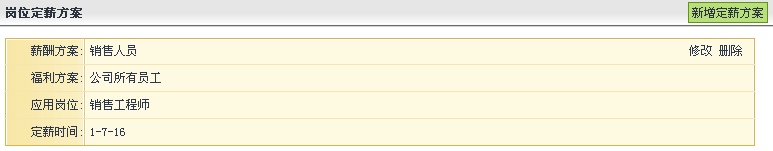 岗位定薪方案 新增定薪方案
薪酬方案: 销售人员 修改 删除
福利方案: 公司所有员工
应用岗位: 销售工程师
定薪时间: 1-7-16